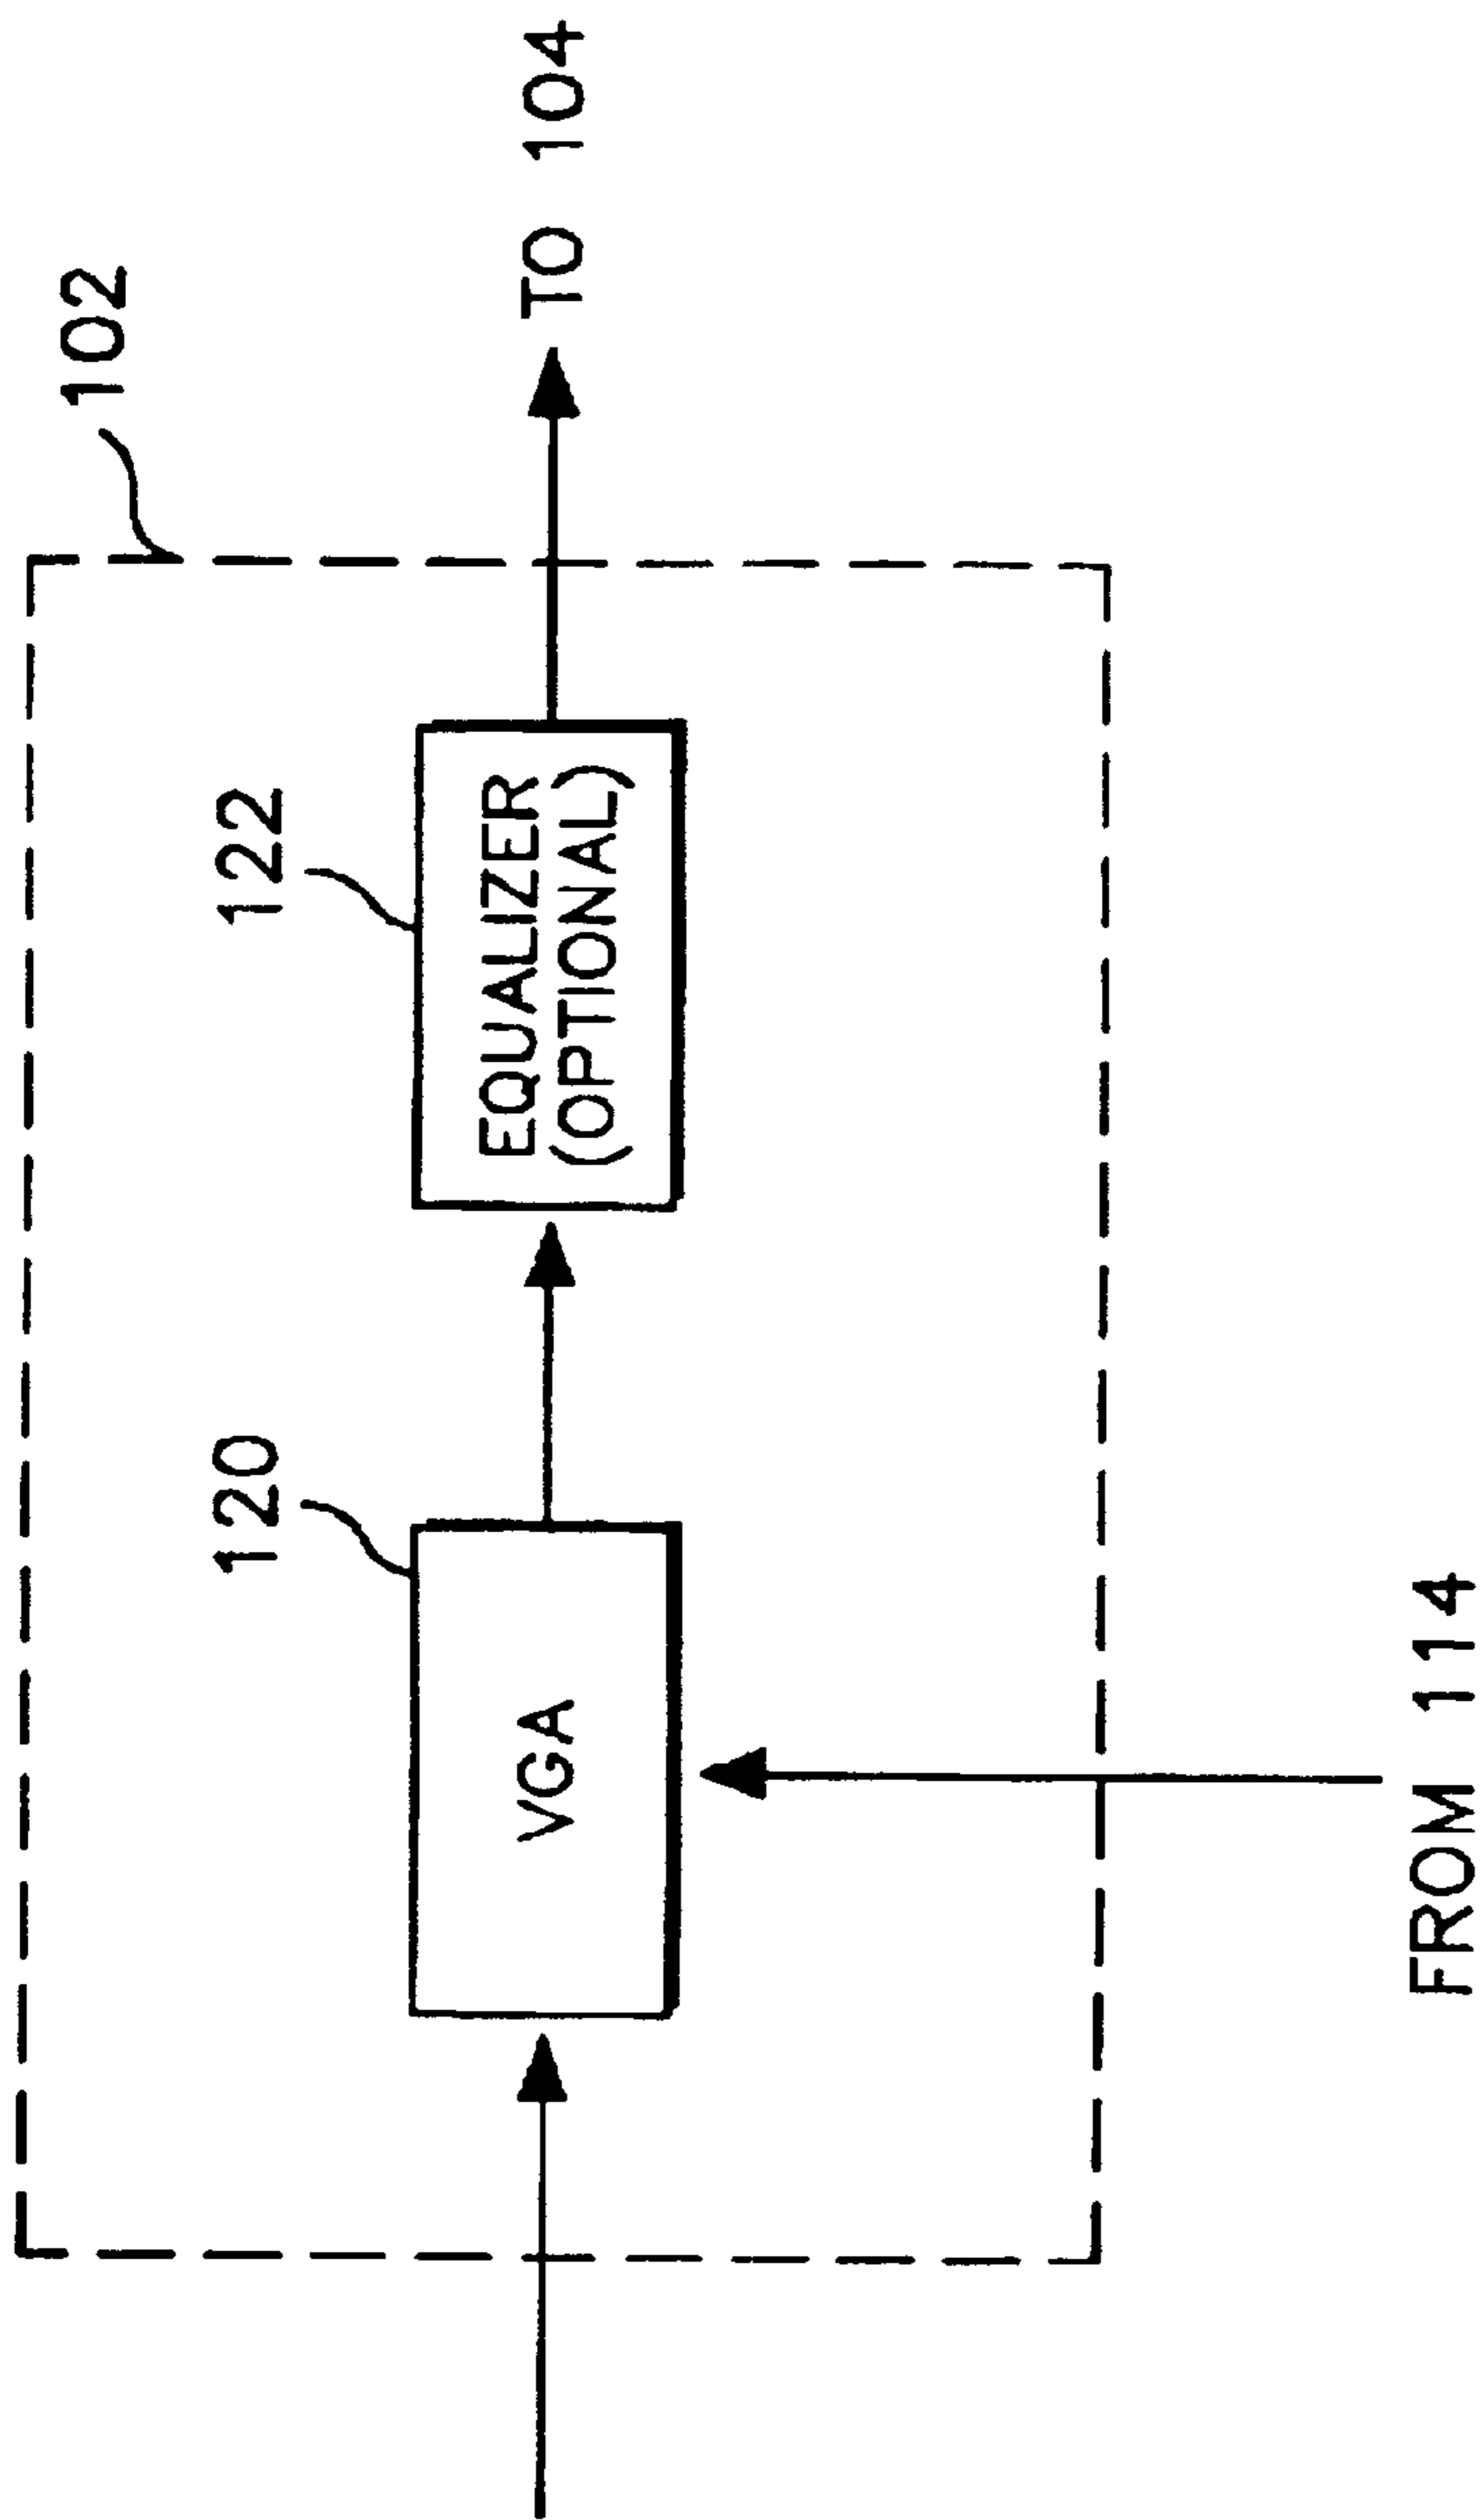 102
120
122
VGA
EQUALIZER
(OPTIONAL)
TO 104
FROM 114